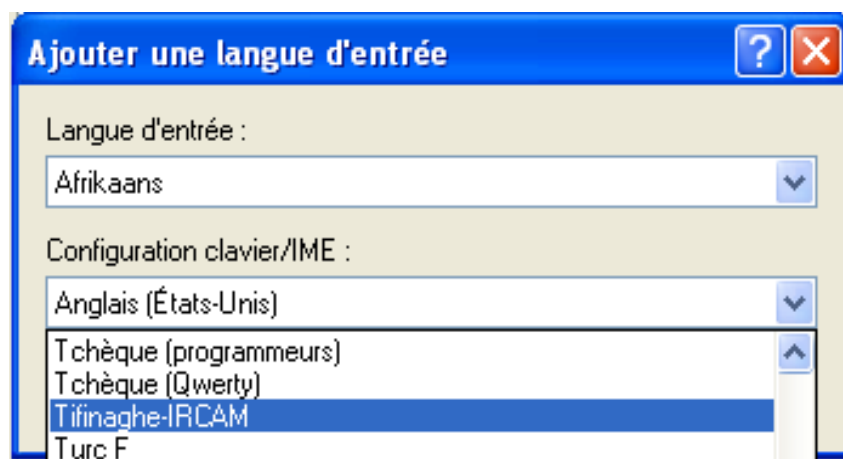 Ajouter une langue d'entrée
Langue d'entrée :
Afrikaans
Configuration clavier/IME :
Anglais (États-Unis)
Tchèque (programmeurs)
Tchèque (Qwerty)
Tifinaghe-IRCAM
Turc F